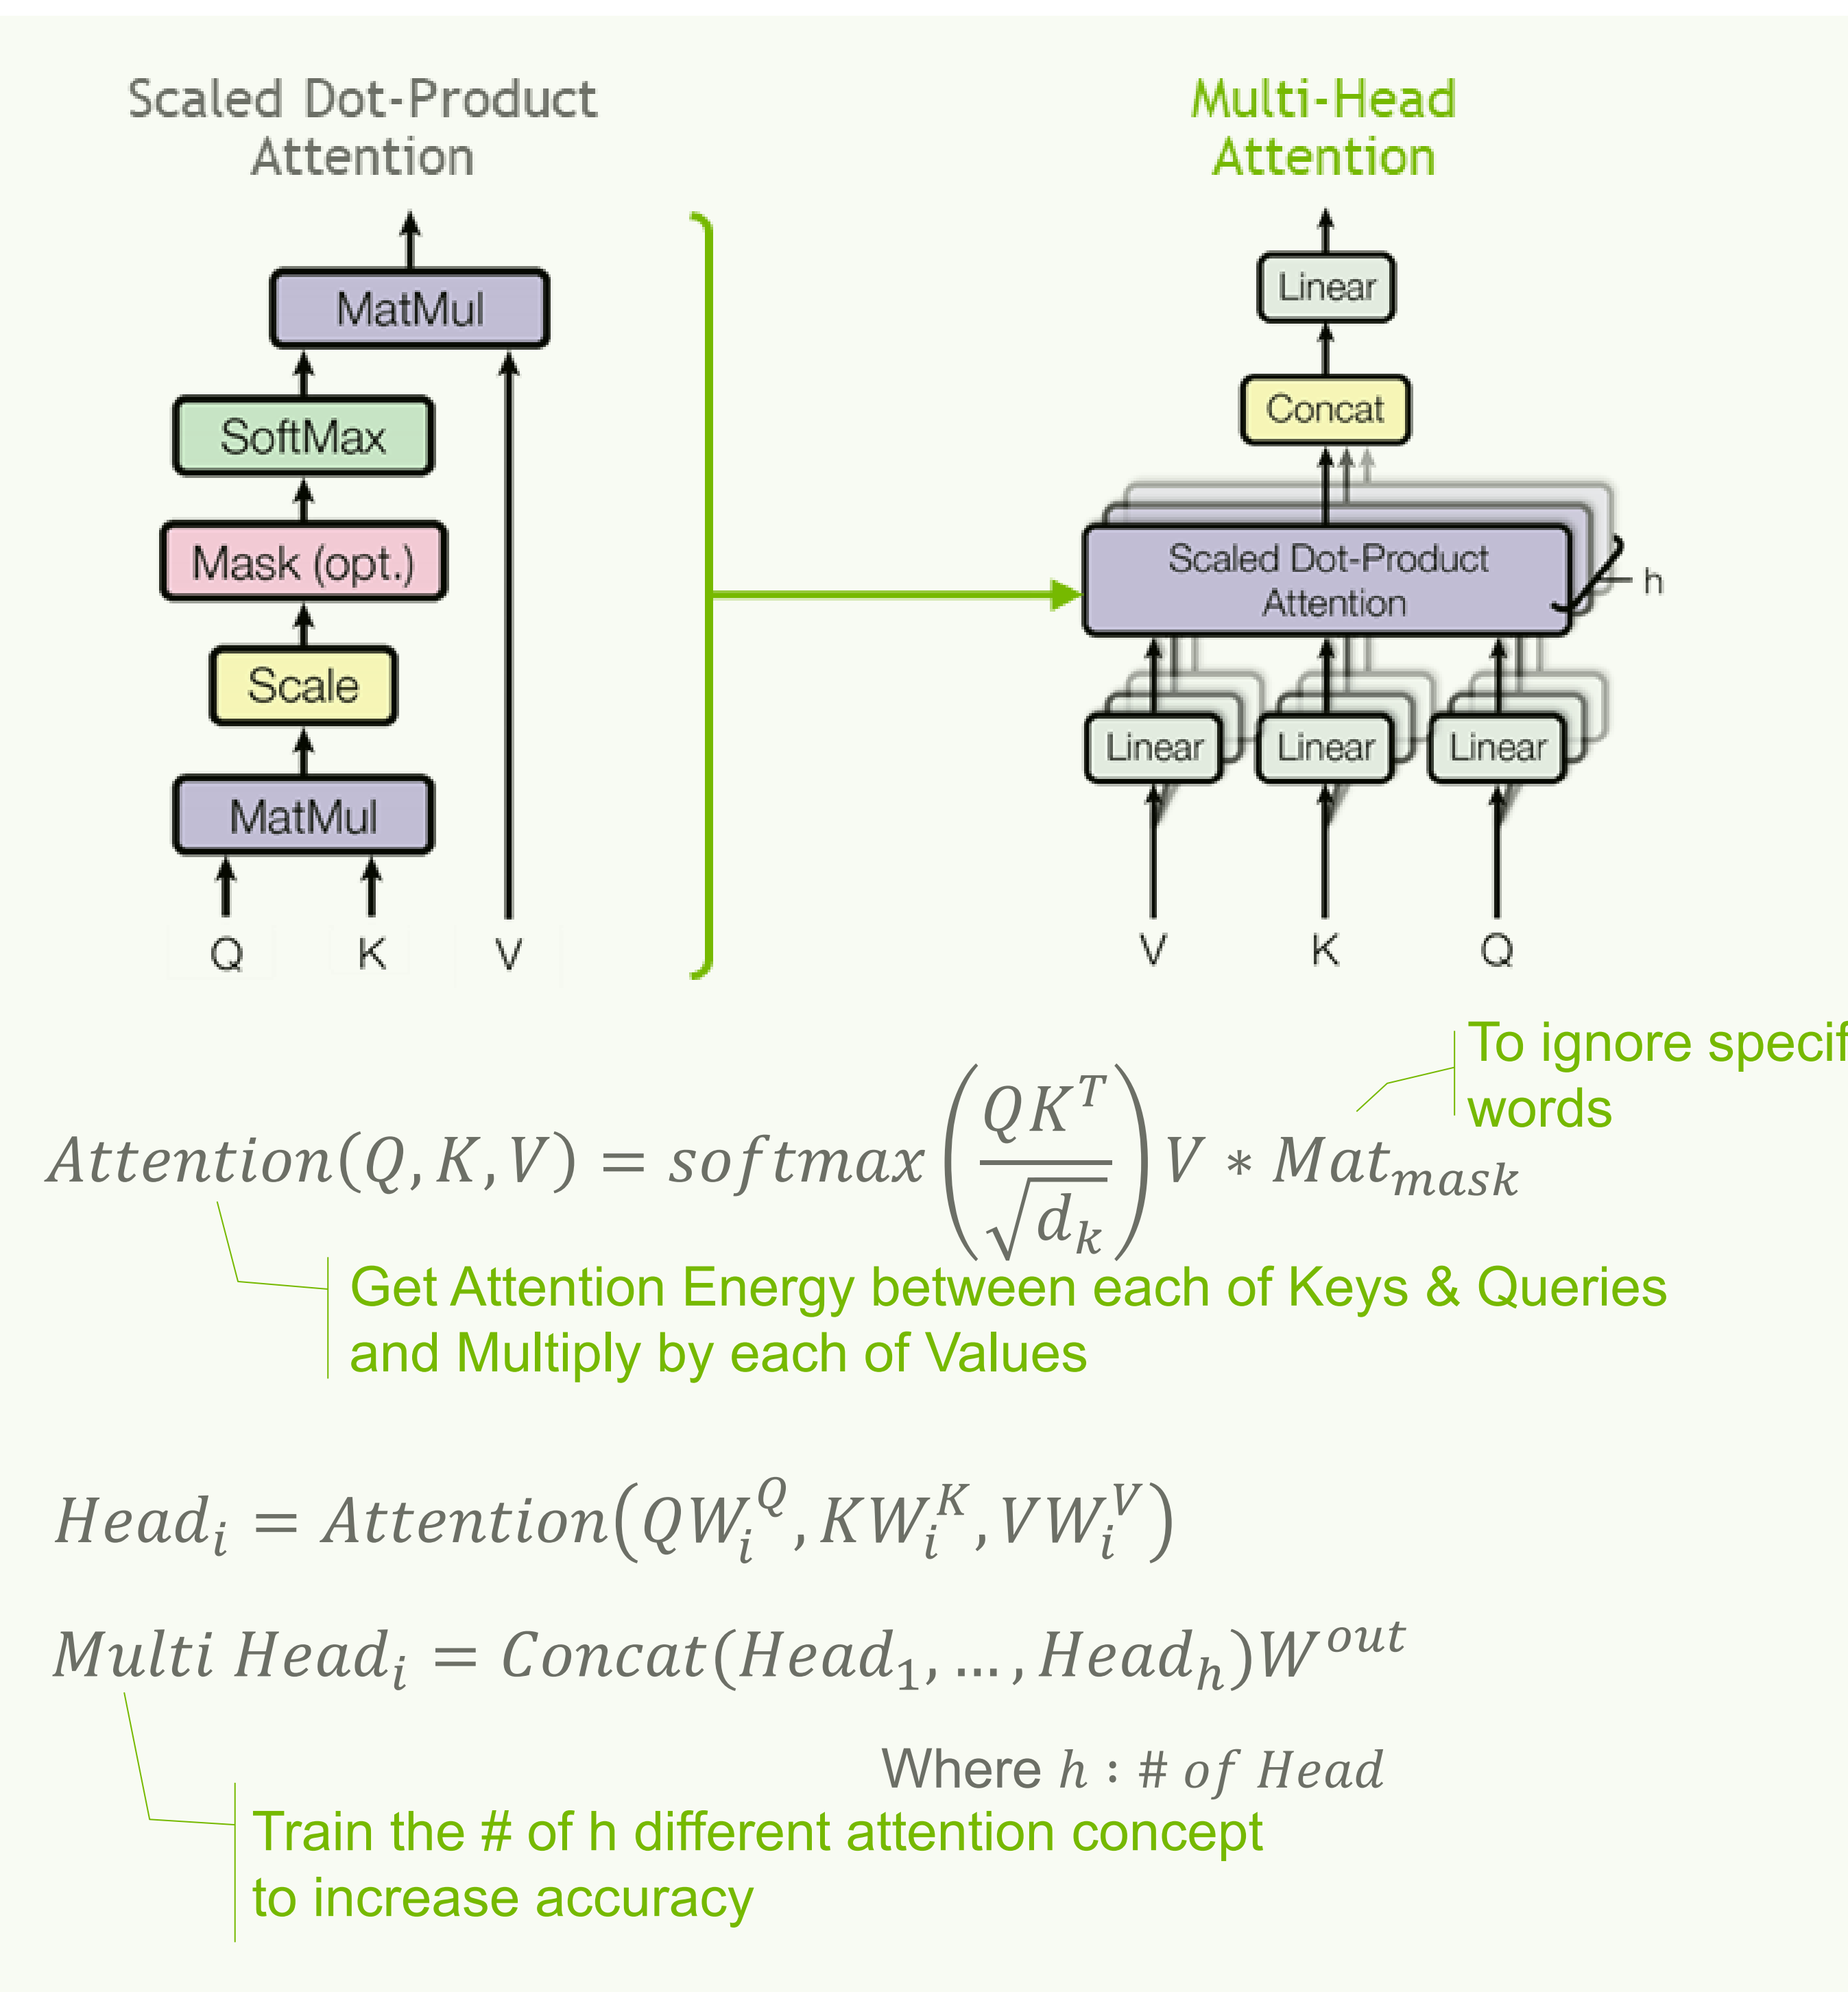 Scaled Dot-Product
Attention
MatMul
SoftMax
Mask (opt.)
Scale
MatMul
Q K V
Multi-Head
Attention
Linear
Concat
Scaled Dot-Product
Attention
h
Linear Linear Linear
V K Q
To ignore specif
words
Attention(Q, K, V) = softmax(QK^T / √d_k) V * Mat_mask
Get Attention Energy between each of Keys & Queries
and Multiply by each of Values
Head_i = Attention(QW_i^Q, KW_i^K, VW_i^V)
Multi Head_i = Concat(Head_1, … , Head_h)W^out
Where h : # of Head
Train the # of h different attention concept
to increase accuracy